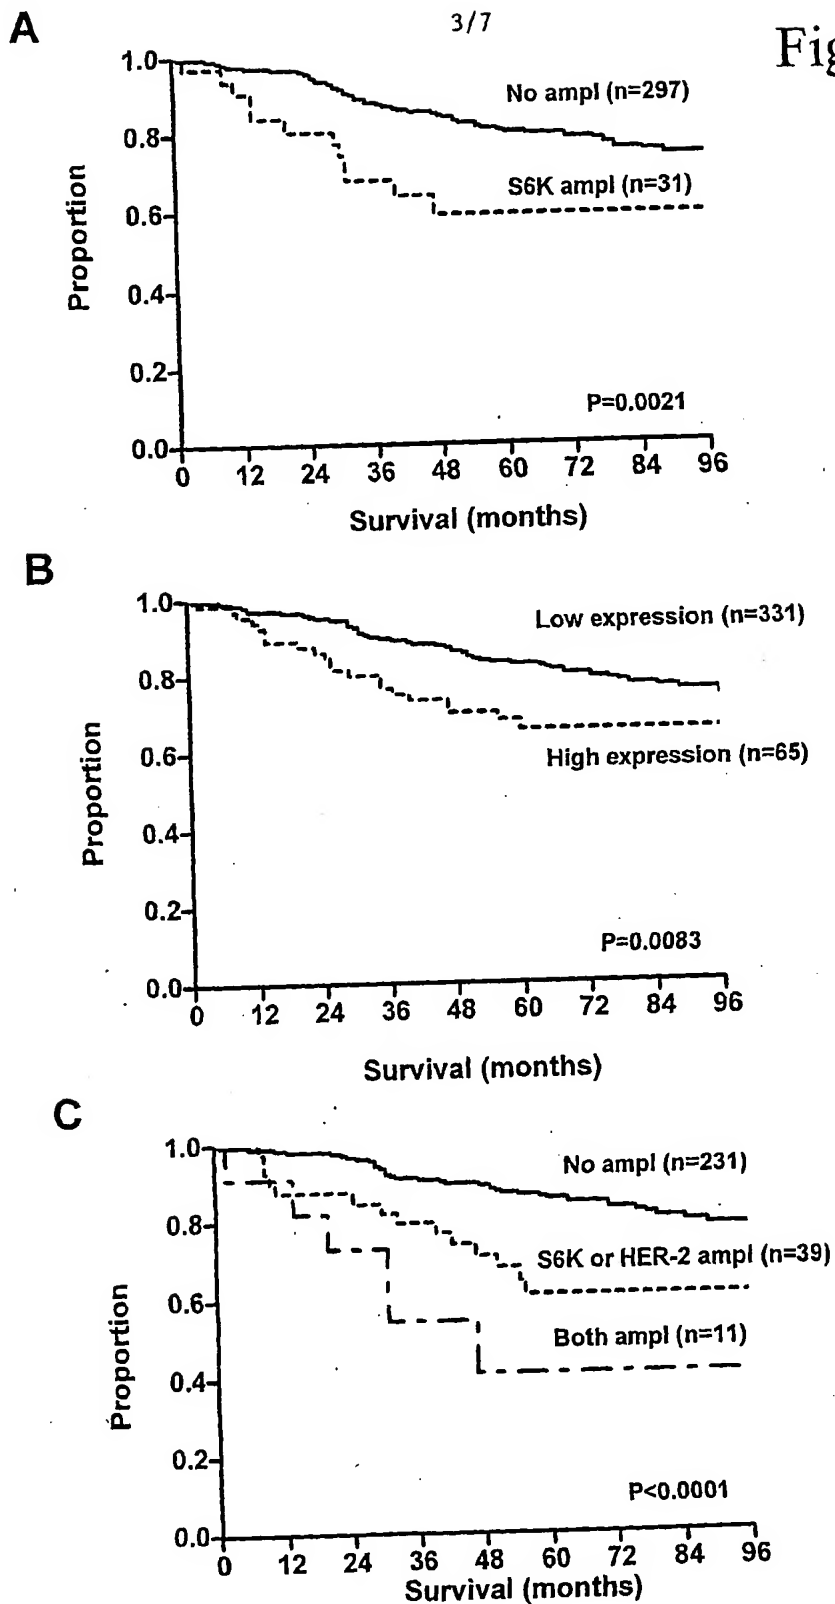 3/7
Fig
A
1.0
No ampl (n=297)
0.8
S6K ampl (n=31)
0.6
Proportion
0.4
0.2
P=0.0021
0.0
0 12 24 36 48 60 72 84 96
Survival (months)
B
1.0
Low expression (n=331)
0.8
High expression (n=65)
0.6
Proportion
0.4
0.2
P=0.0083
0.0
0 12 24 36 48 60 72 84 96
Survival (months)
C
1.0
No ampl (n=231)
0.8
S6K or HER-2 ampl (n=39)
0.6
Both ampl (n=11)
Proportion
0.4
0.2
P<0.0001
0.0
0 12 24 36 48 60 72 84 96
Survival (months)